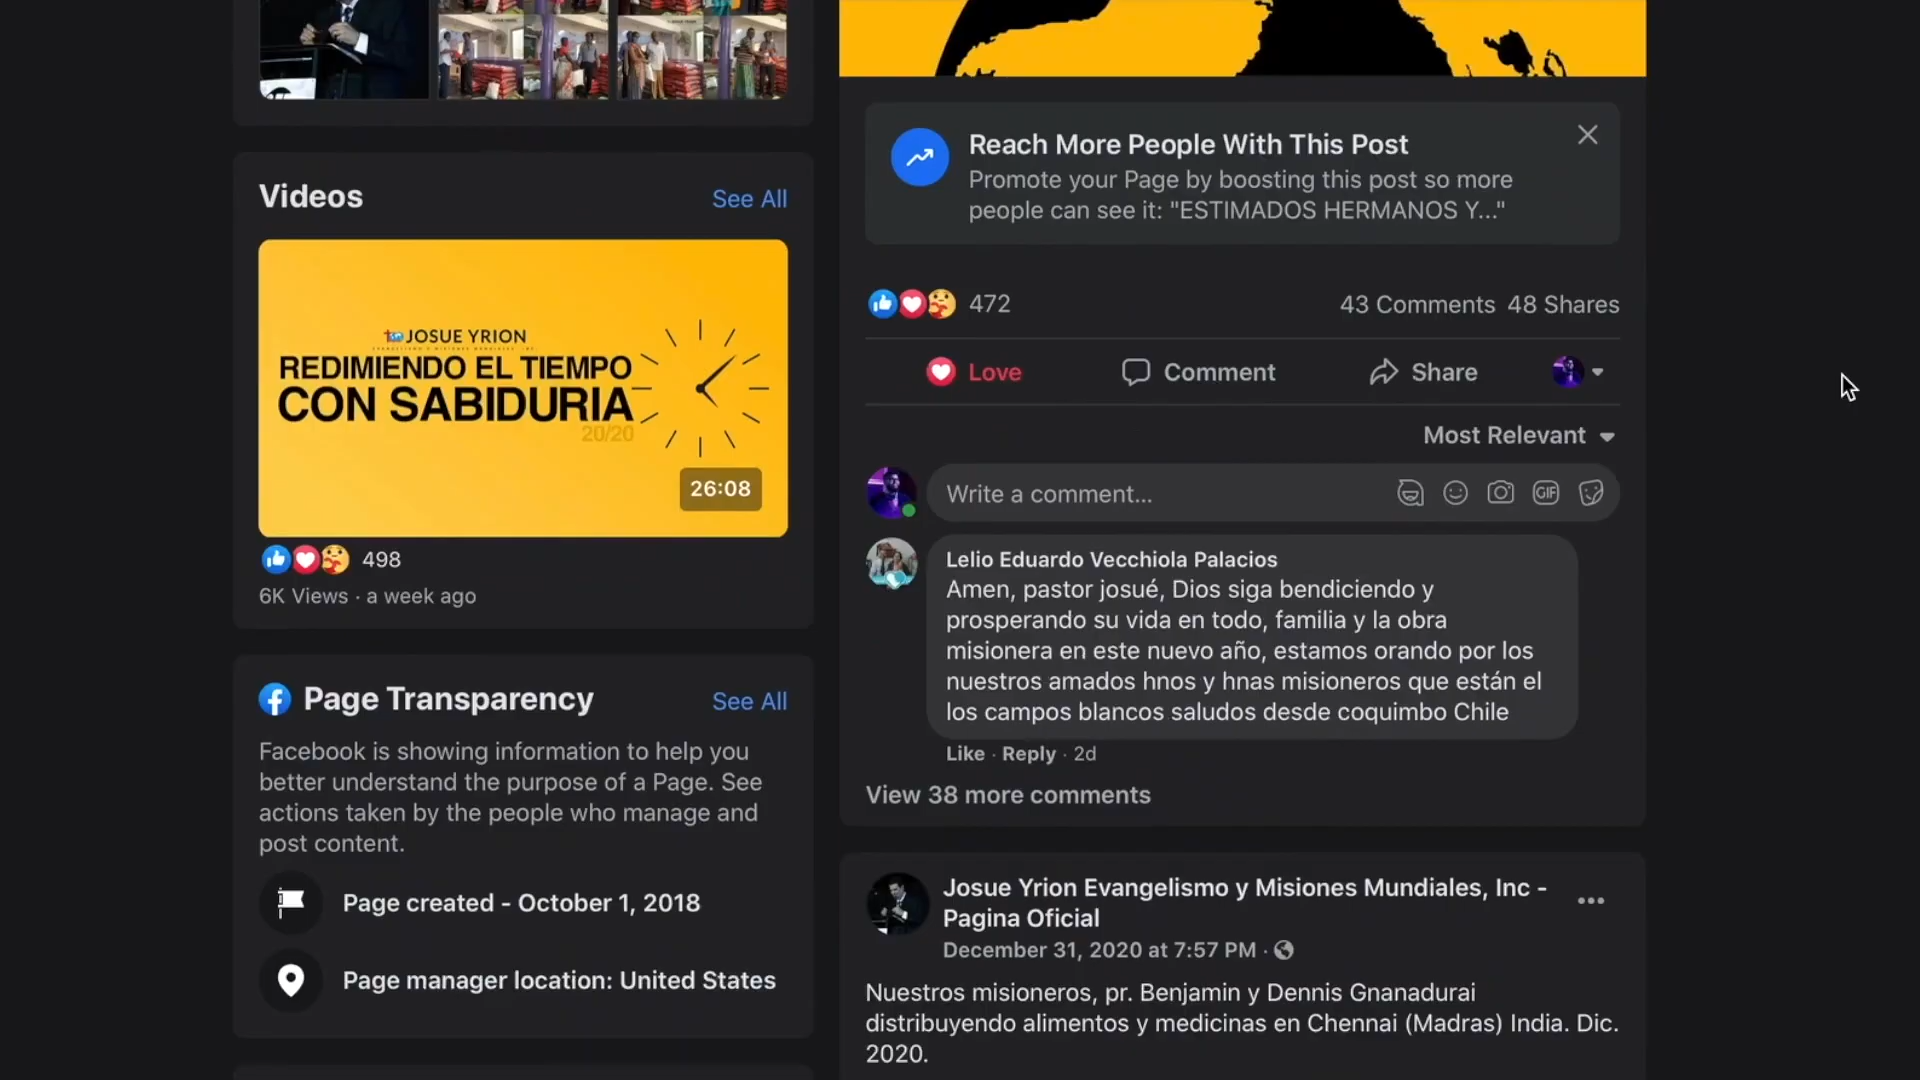 Videos
See All
JOSUE YRION
REDIMIENDO EL TIEMPO
CON SABIDURIA
20/20
26:08
498
6K Views · a week ago
Page Transparency
See All
Facebook is showing information to help you
better understand the purpose of a Page. See
actions taken by the people who manage and
post content.
Page created - October 1, 2018
Page manager location: United States
Reach More People With This Post
Promote your Page by boosting this post so more
people can see it: "ESTIMADOS HERMANOS Y..."
472
43 Comments 48 Shares
Love
Comment
Share
Most Relevant
Write a comment...
GIF
Lelio Eduardo Vecchiola Palacios
Amen, pastor josué, Dios siga bendiciendo y
prosperando su vida en todo, familia y la obra
misionera en este nuevo año, estamos orando por los
nuestros amados hnos y hnas misioneros que están el
los campos blancos saludos desde coquimbo Chile
Like · Reply · 2d
View 38 more comments
Josue Yrion Evangelismo y Misiones Mundiales, Inc -
Pagina Oficial
December 31, 2020 at 7:57 PM ·
Nuestros misioneros, pr. Benjamin y Dennis Gnanadurai
distribuyendo alimentos y medicinas en Chennai (Madras) India. Dic.
2020.